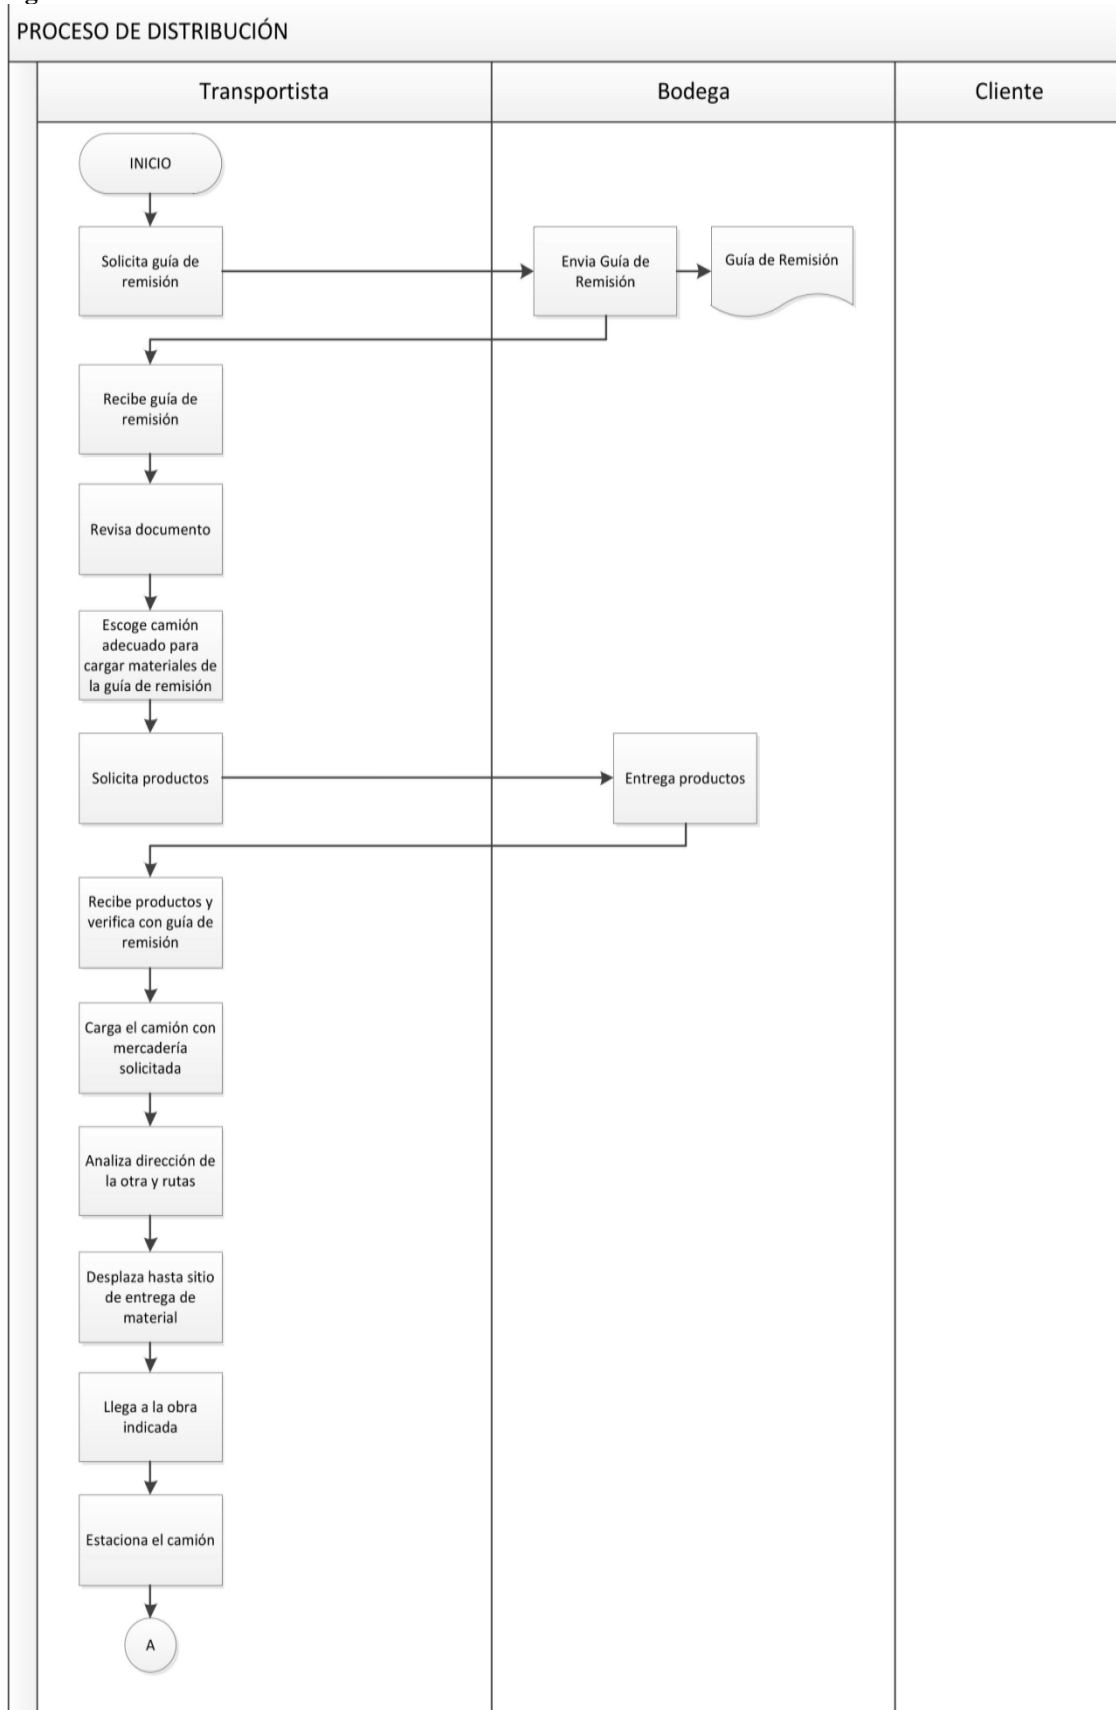 PROCESO DE DISTRIBUCIÓN
Transportista
Bodega
Cliente
INICIO
Solicita guía de
remisión
Envia Guía de
Remisión
Guía de Remisión
Recibe guía de
remisión
Revisa documento
Escoge camión
adecuado para
cargar materiales de
la guía de remisión
Solicita productos
Entrega productos
Recibe productos y
verifica con guía de
remisión
Carga el camión con
mercadería
solicitada
Analiza dirección de
la otra y rutas
Desplaza hasta sitio
de entrega de
material
Llega a la obra
indicada
Estaciona el camión
A